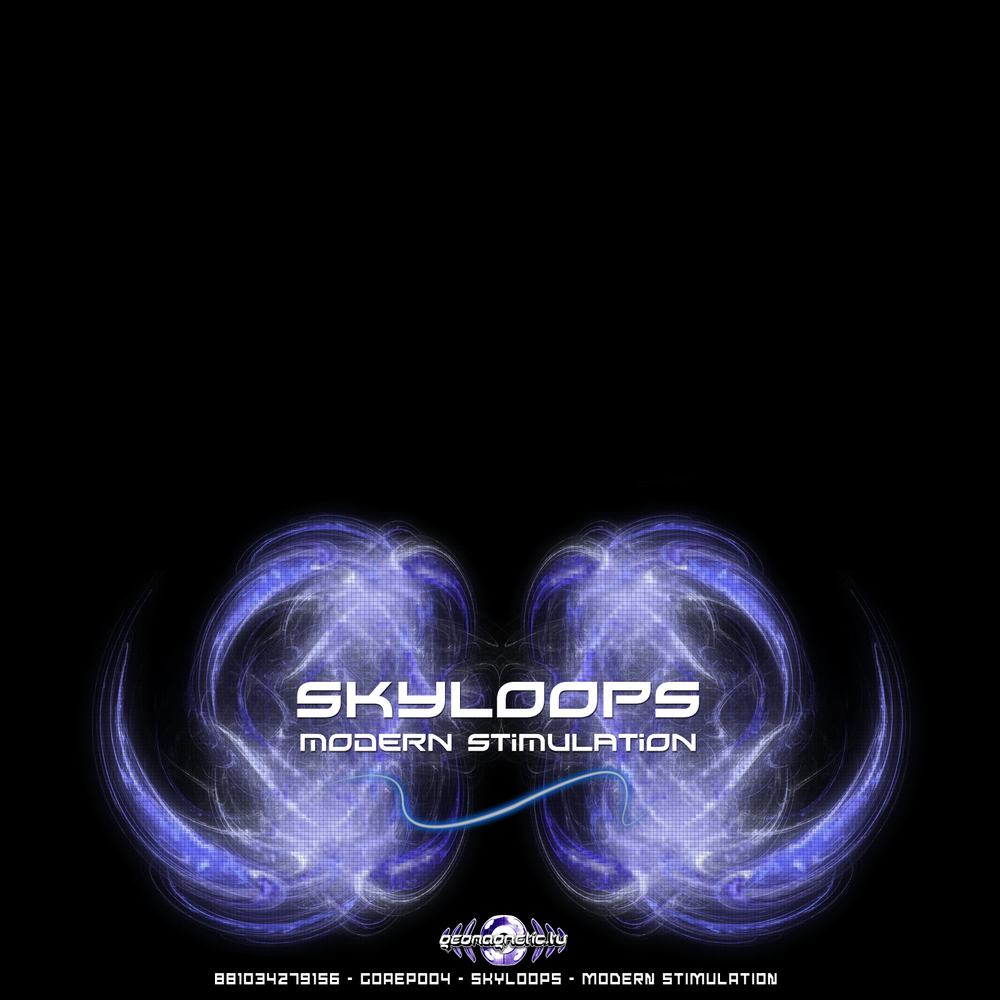 SKYLOOPS
MODERN STiMULATiON
geomagnetic.tv
881034279156 - GOAEP004 - SKYLOOPS - MODERN STIMULATION